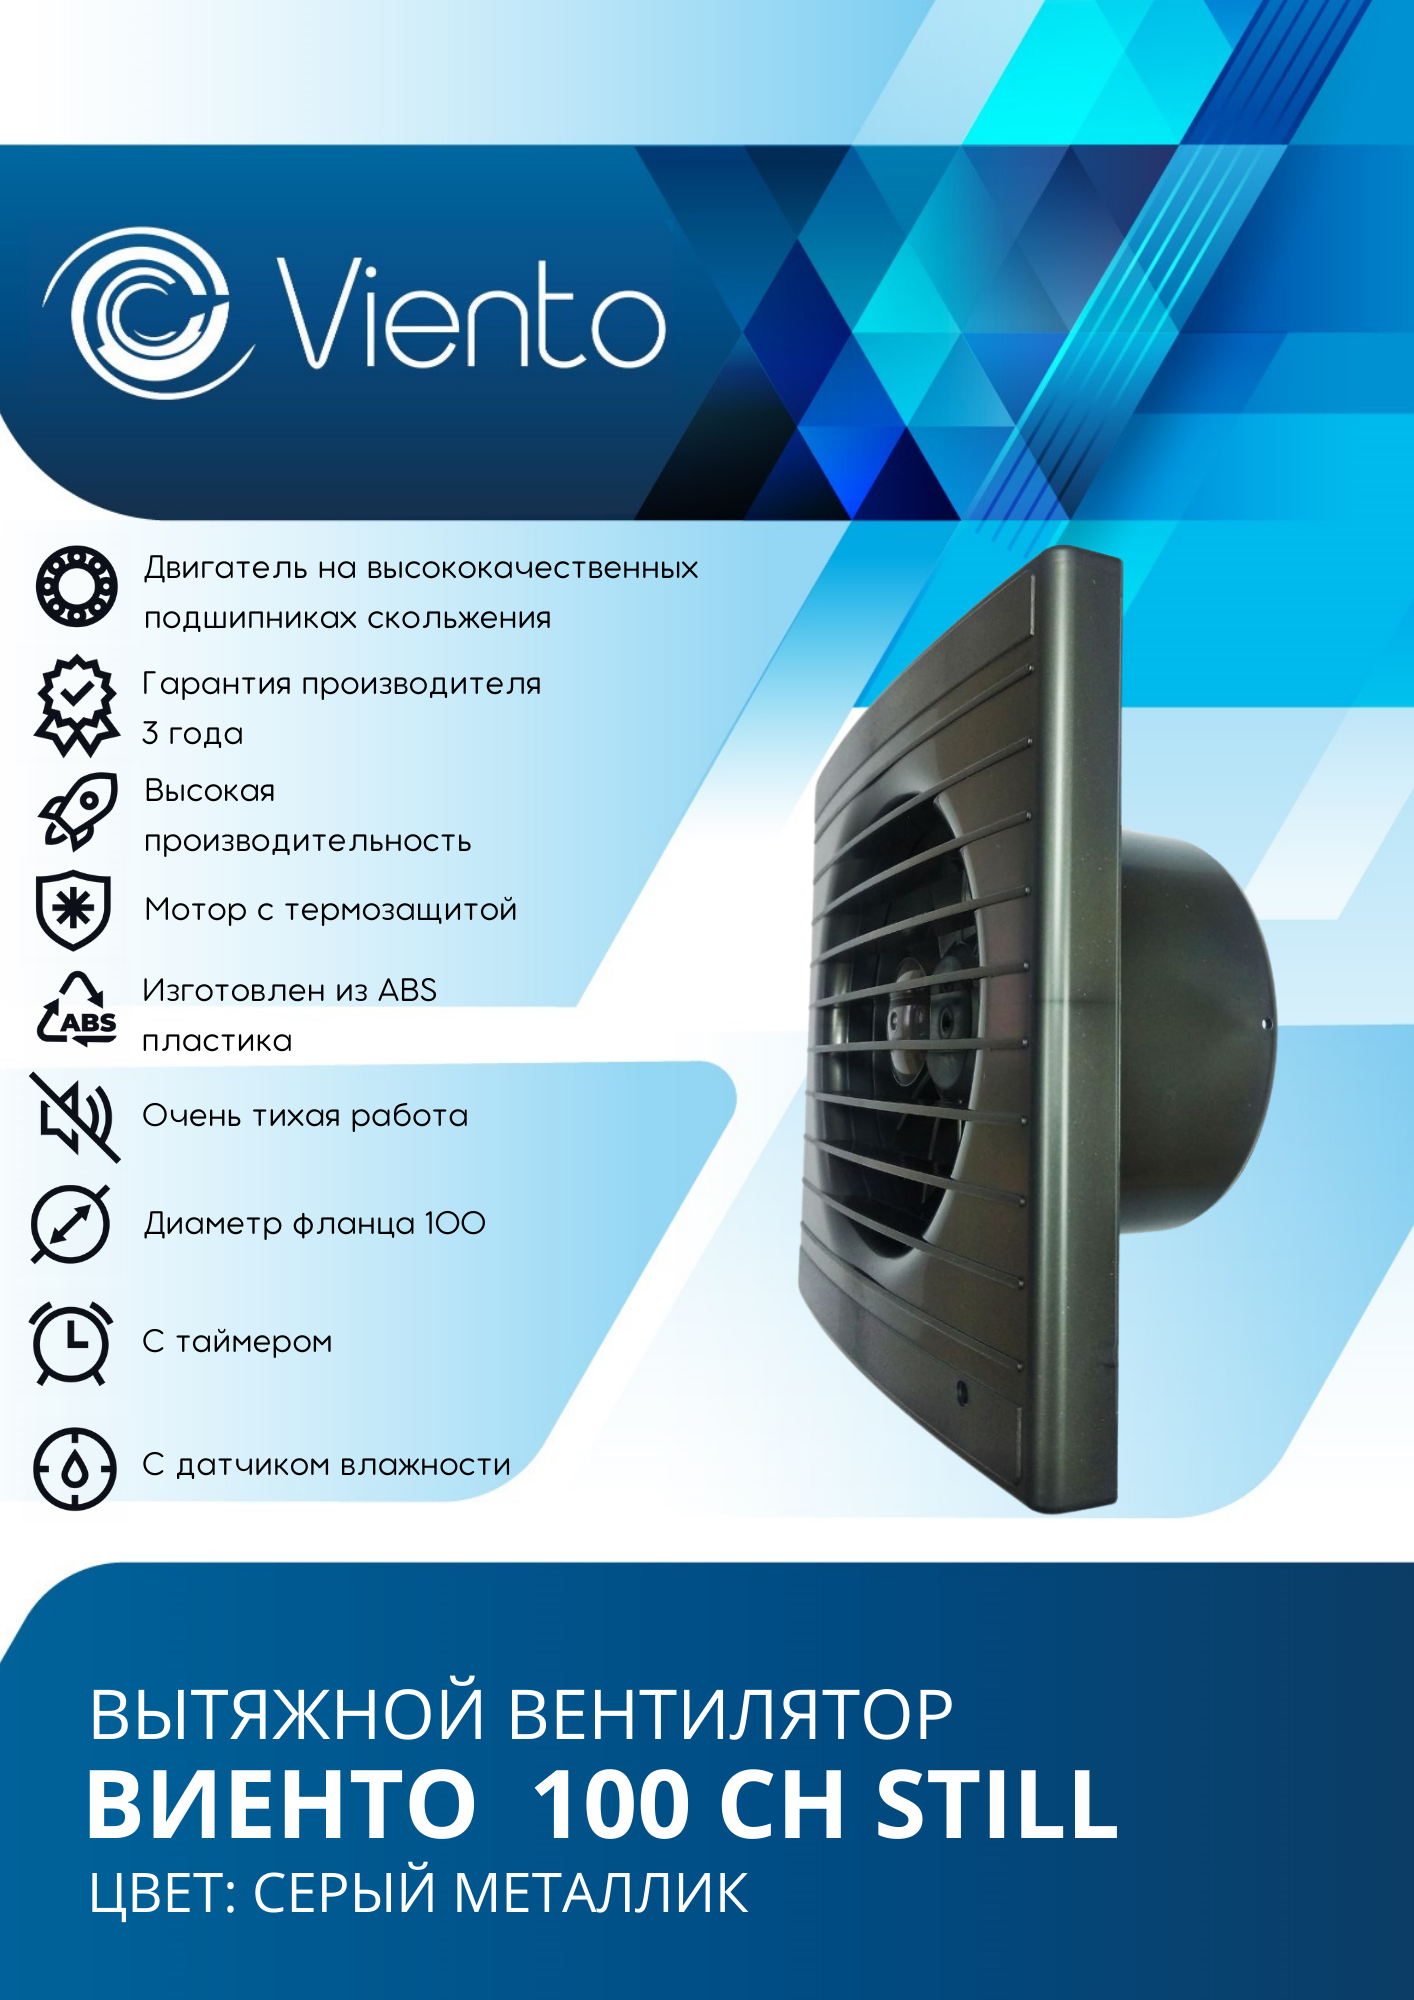 Viento
Двигатель на высококачественных
подшипниках скольжения
Гарантия производителя
3 года
Высокая
производительность
Мотор с термозащитой
Изготовлен из ABS
пластика
ABS
Очень тихая работа
Диаметр фланца 100
С таймером
С датчиком влажности
ВЫТЯЖНОЙ ВЕНТИЛЯТОР
ВИЕНТО 100 СН STILL
ЦВЕТ: СЕРЫЙ МЕТАЛЛИК